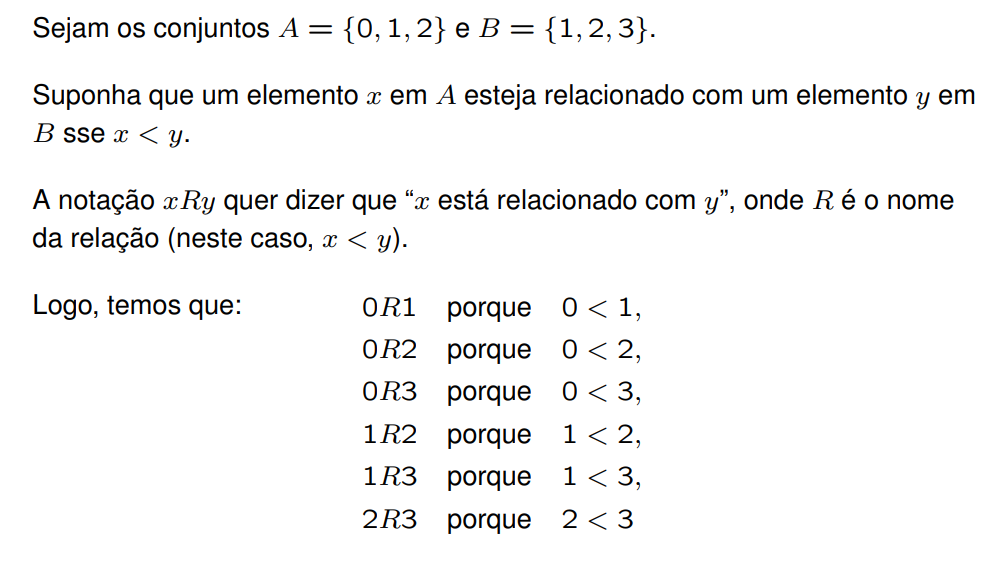 Sejam os conjuntos A = {0, 1, 2} e B = {1, 2, 3}.
Suponha que um elemento x em A esteja relacionado com um elemento y em
B sse x < y.
A notação xRy quer dizer que “x está relacionado com y”, onde R é o nome
da relação (neste caso, x < y).
Logo, temos que: 0R1 porque 0 < 1,
0R2 porque 0 < 2,
0R3 porque 0 < 3,
1R2 porque 1 < 2,
1R3 porque 1 < 3,
2R3 porque 2 < 3